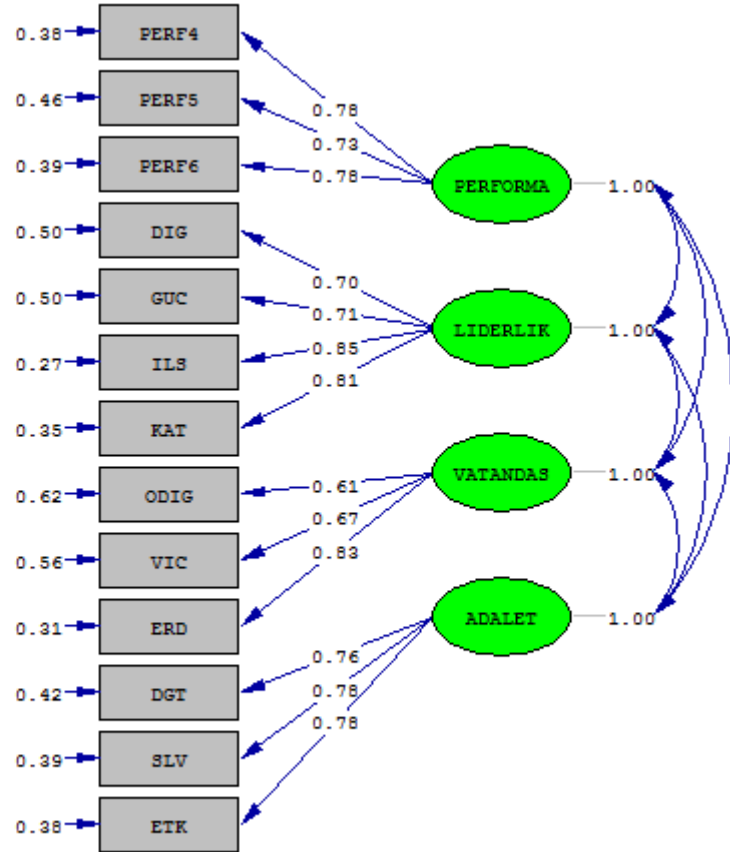 0.38 PERF4
0.78
0.46 PERF5
0.73
0.39 PERF6
0.78
PERFORMA 1.00
0.50 DIG
0.70
0.50 GUC
0.71
LIDERLIK 1.00
0.27 ILS
0.85
0.81
0.35 KAT
VATANDAS 1.00
0.62 ODIG
0.61
0.67
0.56 VIC
0.83
0.31 ERD
ADALET 1.00
0.76
0.42 DGT
0.78
0.78
0.39 SLV
0.38 ETK